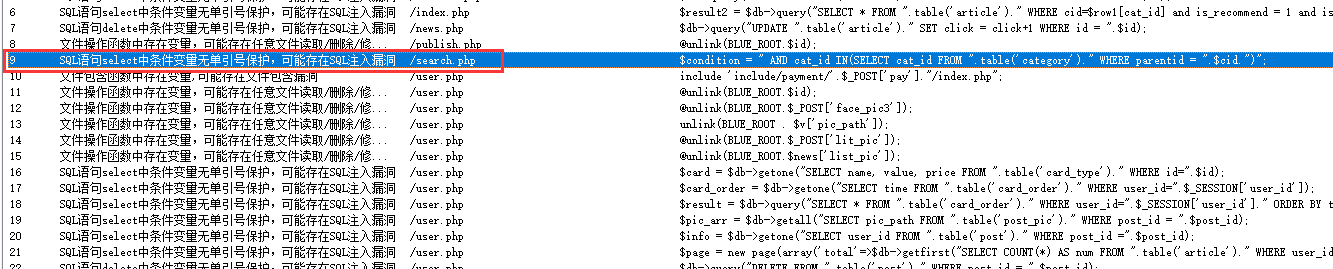 6 SQL语句select中条件变量无单引号保护，可能存在SQL注入漏洞 /index.php $result2 = $db->query("SELECT * FROM ".table('article')." WHERE cid=$row1[cat_id] and is_recommend = 1 and is
7 SQL语句delete中条件变量无单引号保护，可能存在SQL注入漏洞 /news.php $db->query("UPDATE ".table('article')." SET click = click+1 WHERE id = ".$id);
8 文件操作函数中存在变量，可能存在任意文件读取/删除/修... /publish.php @unlink(BLUE_ROOT.$id);
9 SQL语句select中条件变量无单引号保护，可能存在SQL注入漏洞 /search.php $condition = " AND cat_id IN(SELECT cat_id FROM ".table('category')." WHERE parentid = ".$cid.")";
10 文件包含函数中存在变量,可能存在文件包含漏洞 /user.php include 'include/payment/'.$_POST['pay']."/index.php";
11 文件操作函数中存在变量，可能存在任意文件读取/删除/修... /user.php @unlink(BLUE_ROOT.$id);
12 文件操作函数中存在变量，可能存在任意文件读取/删除/修... /user.php @unlink(BLUE_ROOT.$_POST['face_pic3']);
13 文件操作函数中存在变量，可能存在任意文件读取/删除/修... /user.php unlink(BLUE_ROOT . $v['pic_path']);
14 文件操作函数中存在变量，可能存在任意文件读取/删除/修... /user.php @unlink(BLUE_ROOT.$_POST['lit_pic']);
15 文件操作函数中存在变量，可能存在任意文件读取/删除/修... /user.php @unlink(BLUE_ROOT.$news['list_pic']);
16 SQL语句select中条件变量无单引号保护，可能存在SQL注入漏洞 /user.php $card = $db->getone("SELECT name, value, price FROM ".table('card_type')." WHERE id=".$id);
17 SQL语句select中条件变量无单引号保护，可能存在SQL注入漏洞 /user.php $card_order = $db->getone("SELECT time FROM ".table('card_order')." WHERE user_id=".$_SESSION['user_id']);
18 SQL语句select中条件变量无单引号保护，可能存在SQL注入漏洞 /user.php $result = $db->query("SELECT * FROM ".table('card_order')." WHERE user_id=".$_SESSION['user_id']." ORDER BY t
19 SQL语句select中条件变量无单引号保护，可能存在SQL注入漏洞 /user.php $pic_arr = $db->getall("SELECT pic_path FROM ".table('post_pic')." WHERE post_id = ".$post_id);
20 SQL语句select中条件变量无单引号保护，可能存在SQL注入漏洞 /user.php $info = $db->getone("SELECT user_id FROM ".table('post')." WHERE post_id =".$post_id);
21 SQL语句select中条件变量无单引号保护，可能存在SQL注入漏洞 /user.php $page = new page(array('total'=>$db->getfirst("SELECT COUNT(*) AS num FROM ".table('article')." WHERE user_i
22 SQL语句delete中条件变量无单引号保护，可能存在SQL注入漏洞 /user.php $db->query("DELETE FROM ".table('post')." WHERE post_id = ".$post_id);